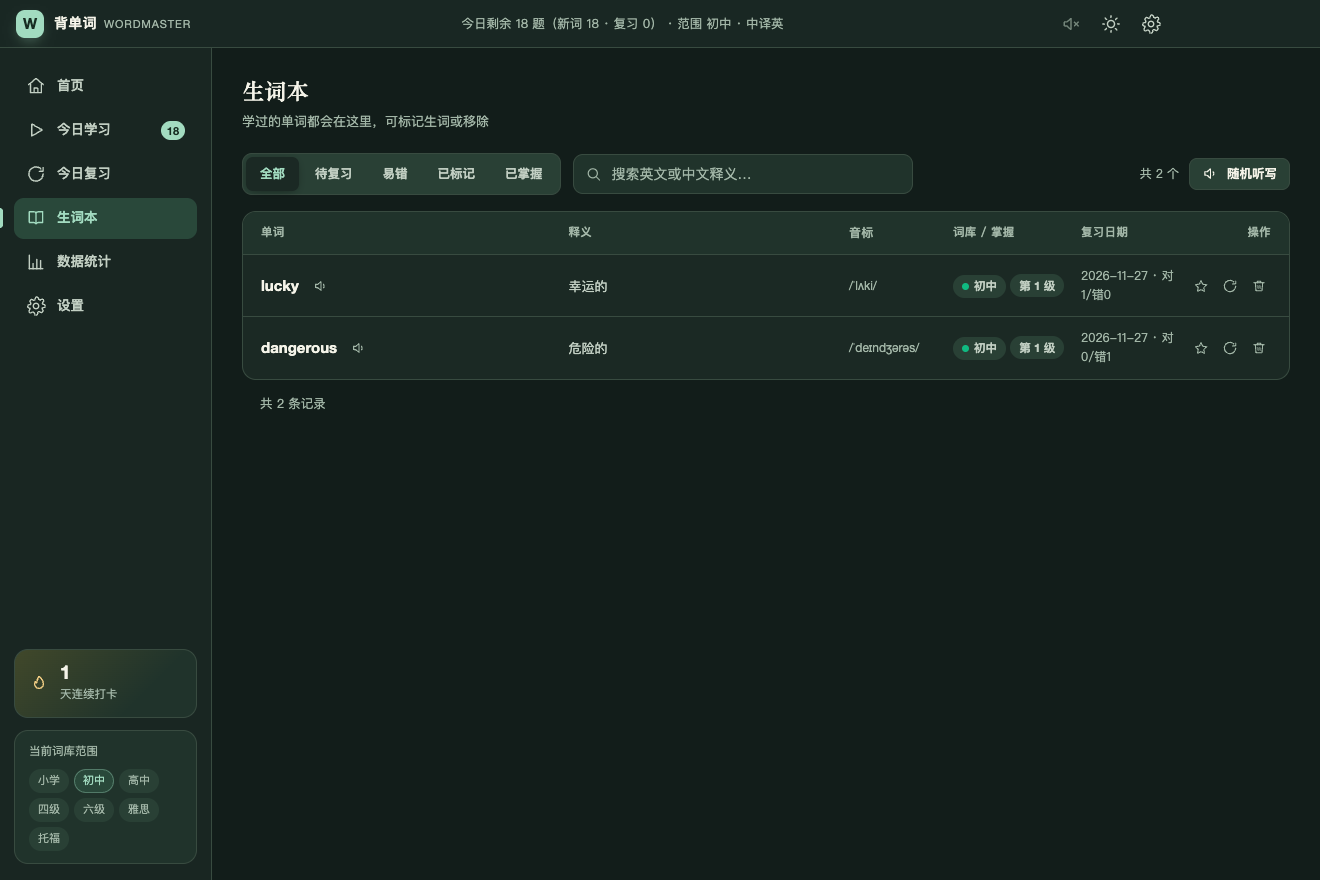 W 背单词 WORDMASTER
今日剩余 18 题（新词 18 · 复习 0） · 范围 初中 · 中译英
首页
今日学习 18
今日复习
生词本
数据统计
设置
1
天连续打卡
当前词库范围
小学 初中 高中
四级 六级 雅思
托福
生词本
学过的单词都会在这里，可标记生词或移除
全部 待复习 易错 已标记 已掌握 搜索英文或中文释义... 共 2 个 随机听写
单词 释义 音标 词库 / 掌握 复习日期 操作
lucky 幸运的 /ˈlʌki/ 初中 第 1 级 2026-11-27 · 对
1/错0
dangerous 危险的 /ˈdeɪndʒərəs/ 初中 第 1 级 2026-11-27 · 对
0/错1
共 2 条记录